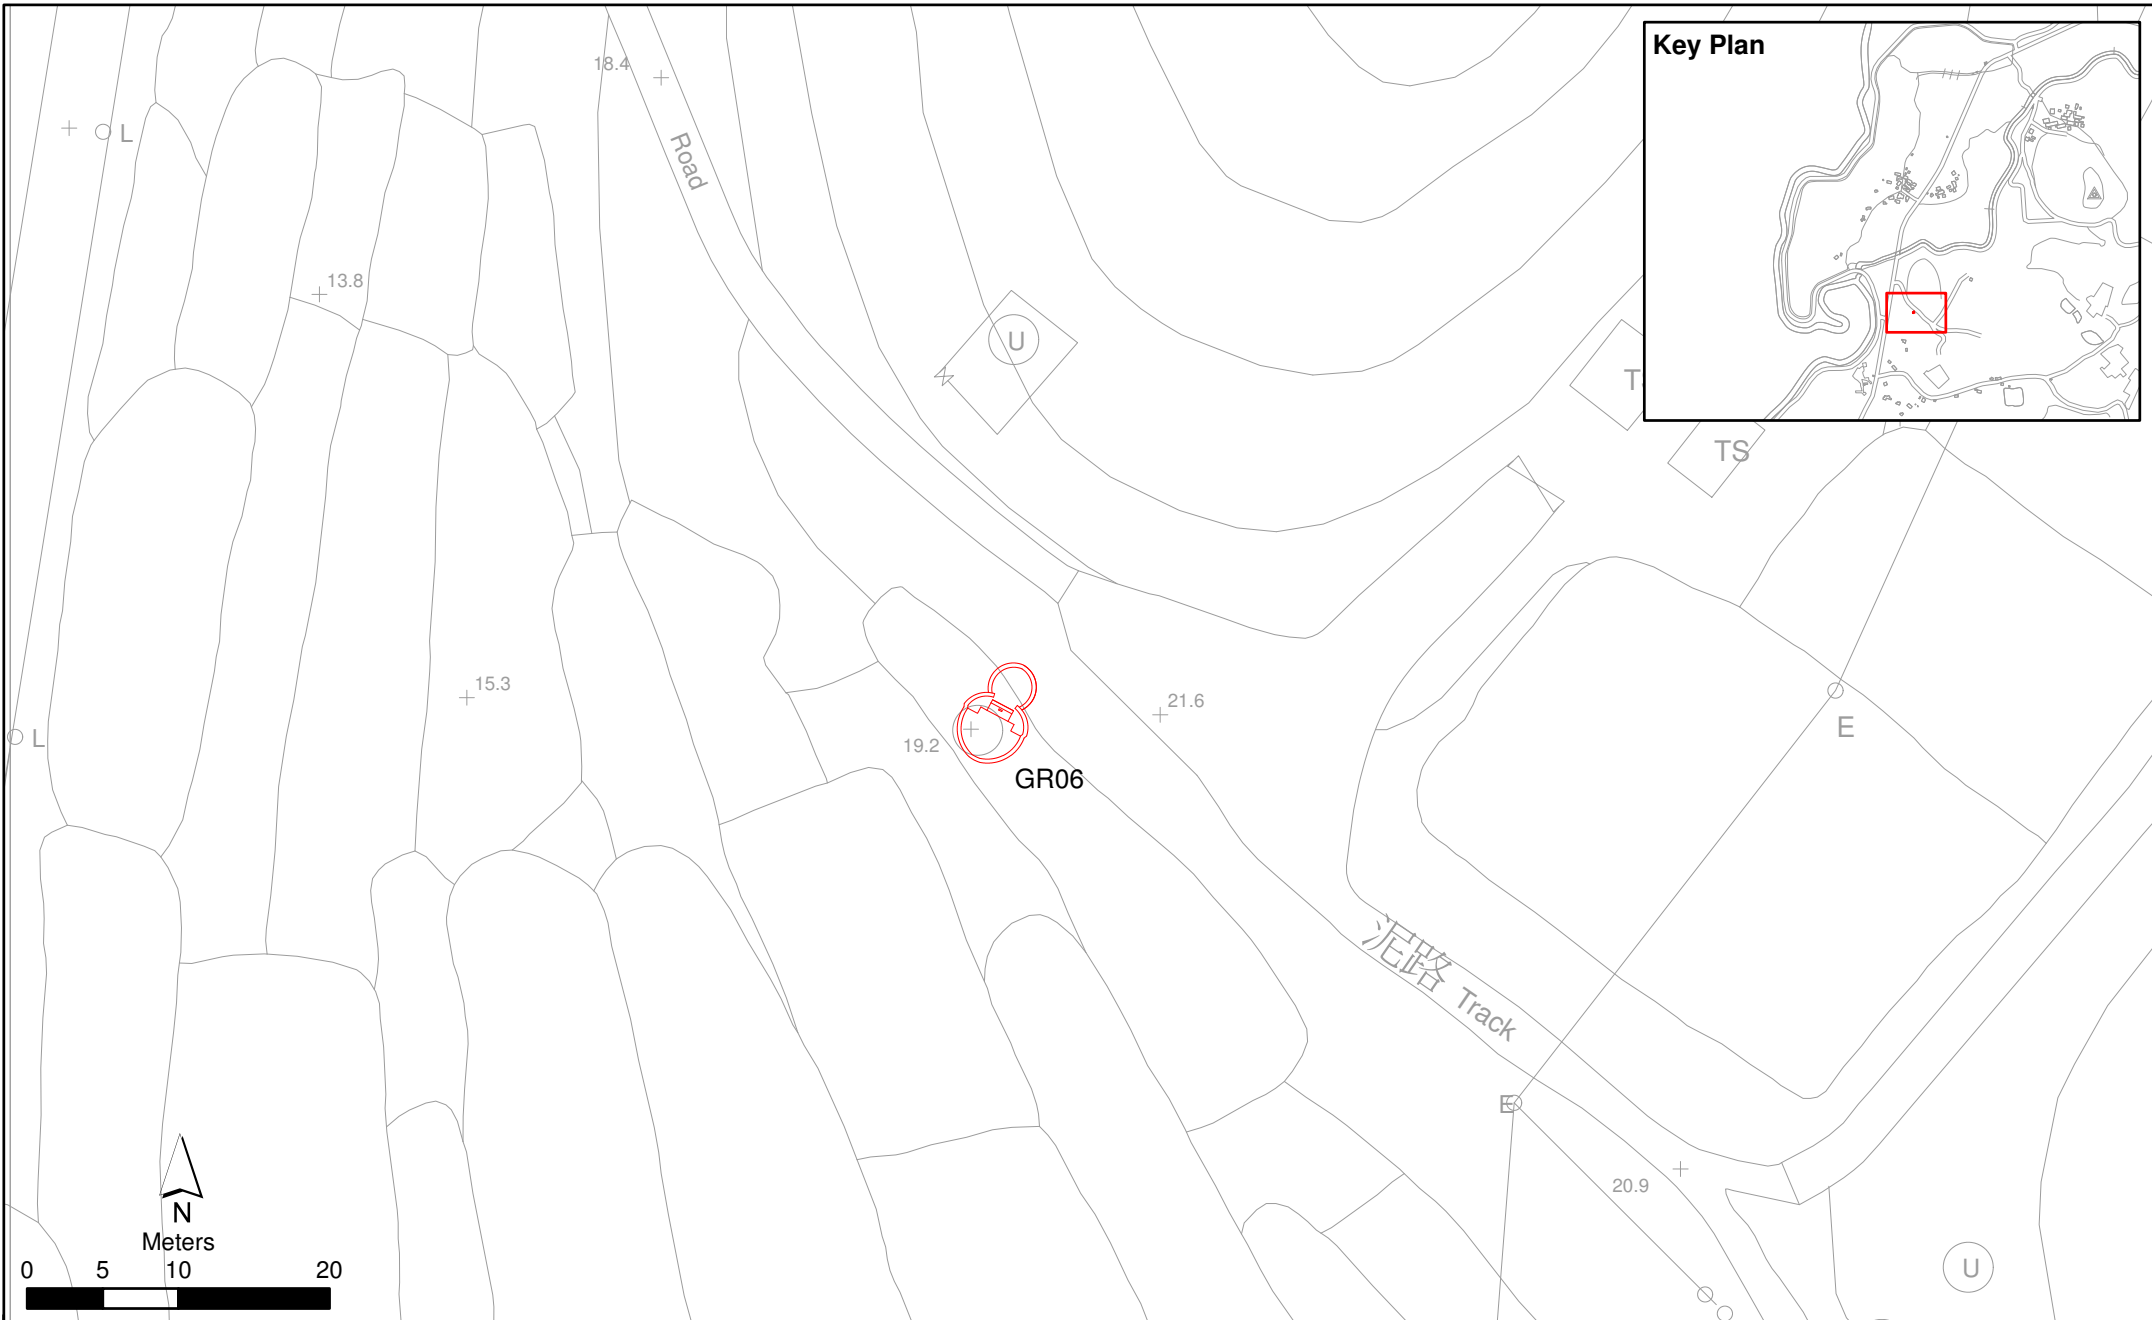 Key Plan
18.4
L
Road
13.8
U
T
TS
15.3
21.6
L
19.2
E
GR06
泥路 Track
E
20.9
N
Meters
0 5 10 20
U